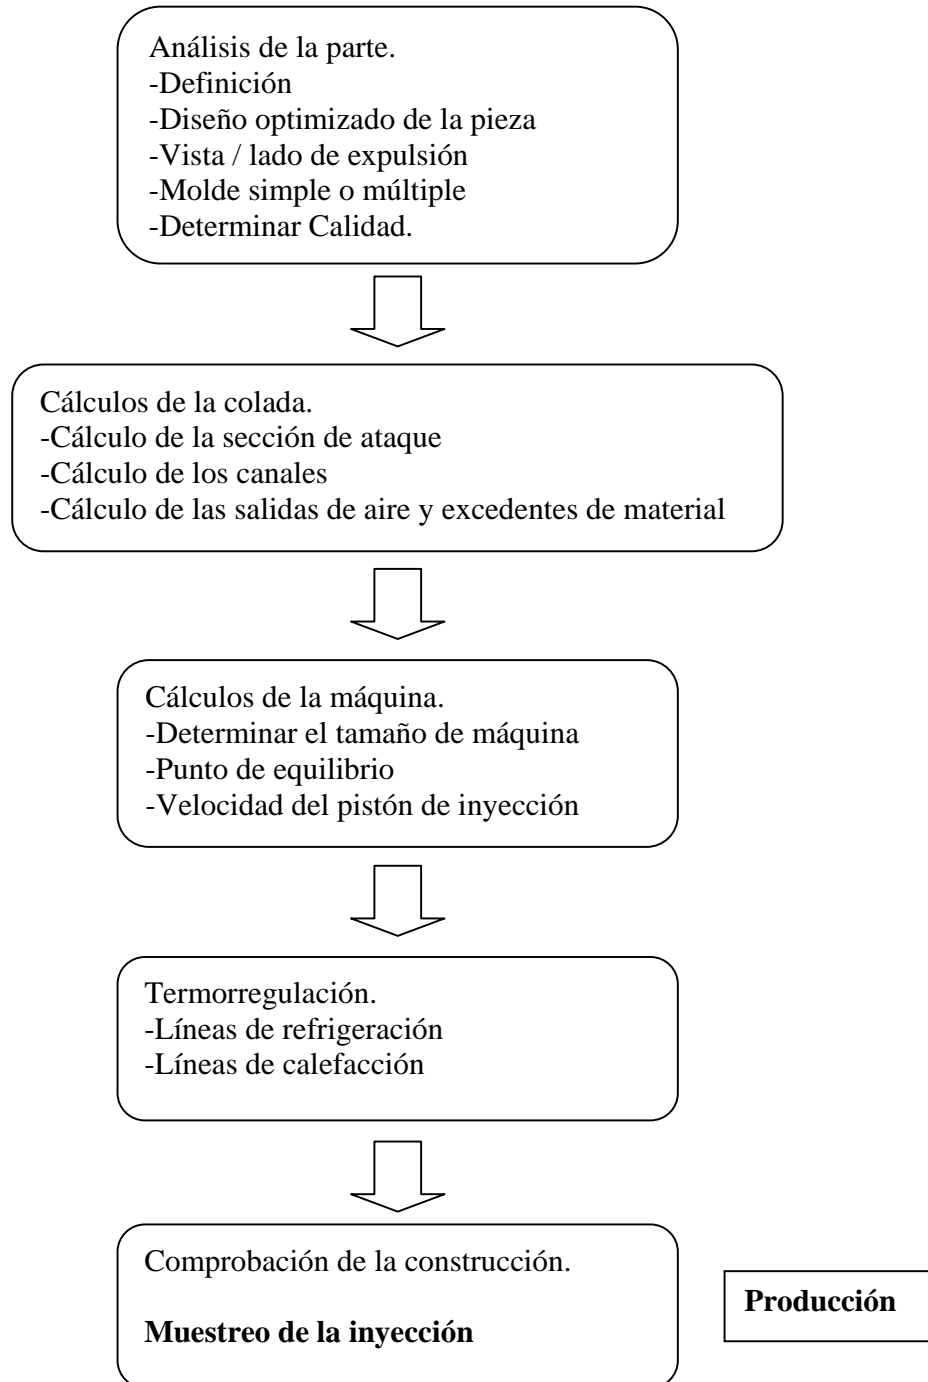 Análisis de la parte.
-Definición
-Diseño optimizado de la pieza
-Vista / lado de expulsión
-Molde simple o múltiple
-Determinar Calidad.
Cálculos de la colada.
-Cálculo de la sección de ataque
-Cálculo de los canales
-Cálculo de las salidas de aire y excedentes de material
Cálculos de la máquina.
-Determinar el tamaño de máquina
-Punto de equilibrio
-Velocidad del pistón de inyección
Termorregulación.
-Líneas de refrigeración
-Líneas de calefacción
Comprobación de la construcción.
Muestreo de la inyección
Producción